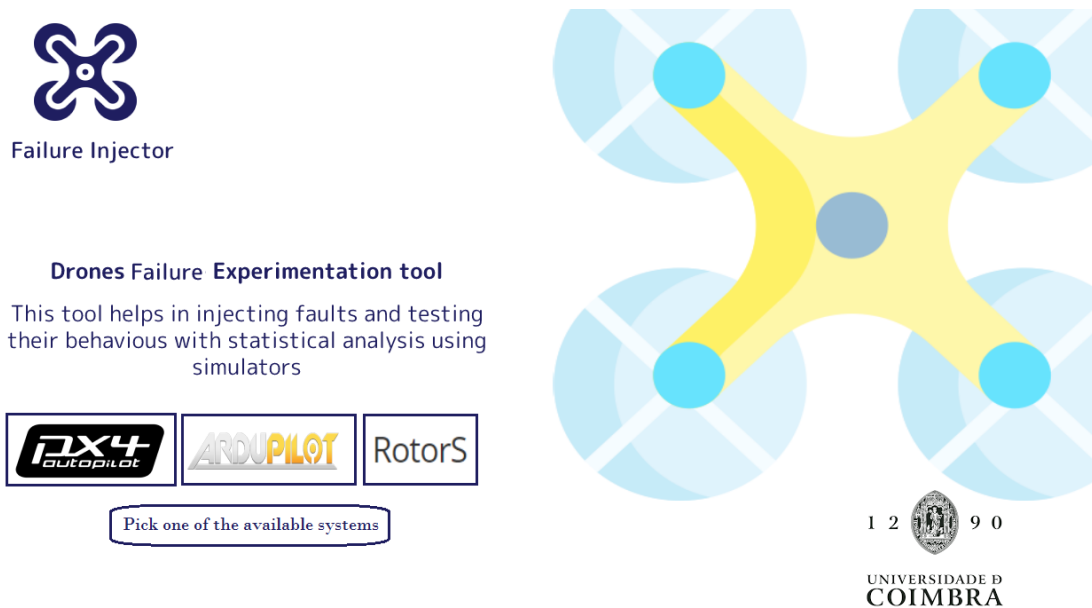 Failure Injector
Drones Failure Experimentation tool
This tool helps in injecting faults and testing
their behavious with statistical analysis using
simulators
px4
autopilot
ARDUPILOT
RotorS
Pick one of the available systems
1 2 9 0
UNIVERSIDADE Ð
COIMBRA